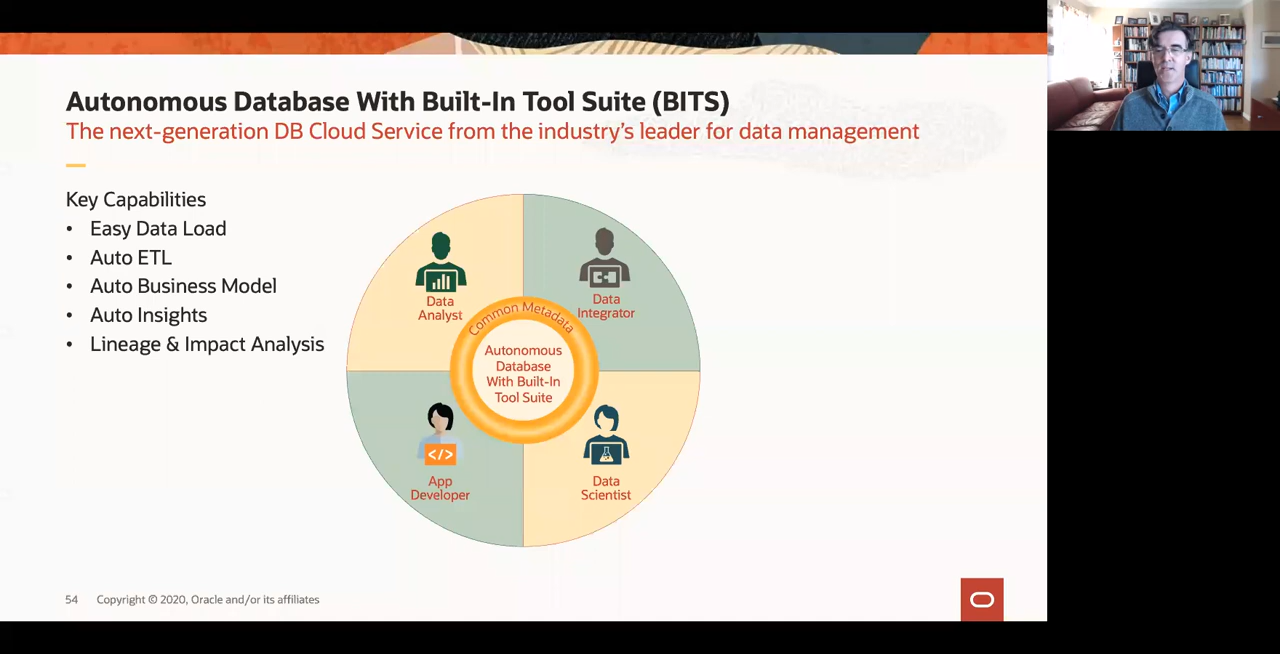 Autonomous Database With Built-In Tool Suite (BITS)
The next-generation DB Cloud Service from the industry's leader for data management
Key Capabilities
• Easy Data Load
• Auto ETL
• Auto Business Model
• Auto Insights
• Lineage & Impact Analysis
Data
Analyst
Data
Integrator
Common Metadata
Autonomous
Database
With Built-In
Tool Suite
</>
App
Developer
Data
Scientist
54 Copyright © 2020, Oracle and/or its affiliates